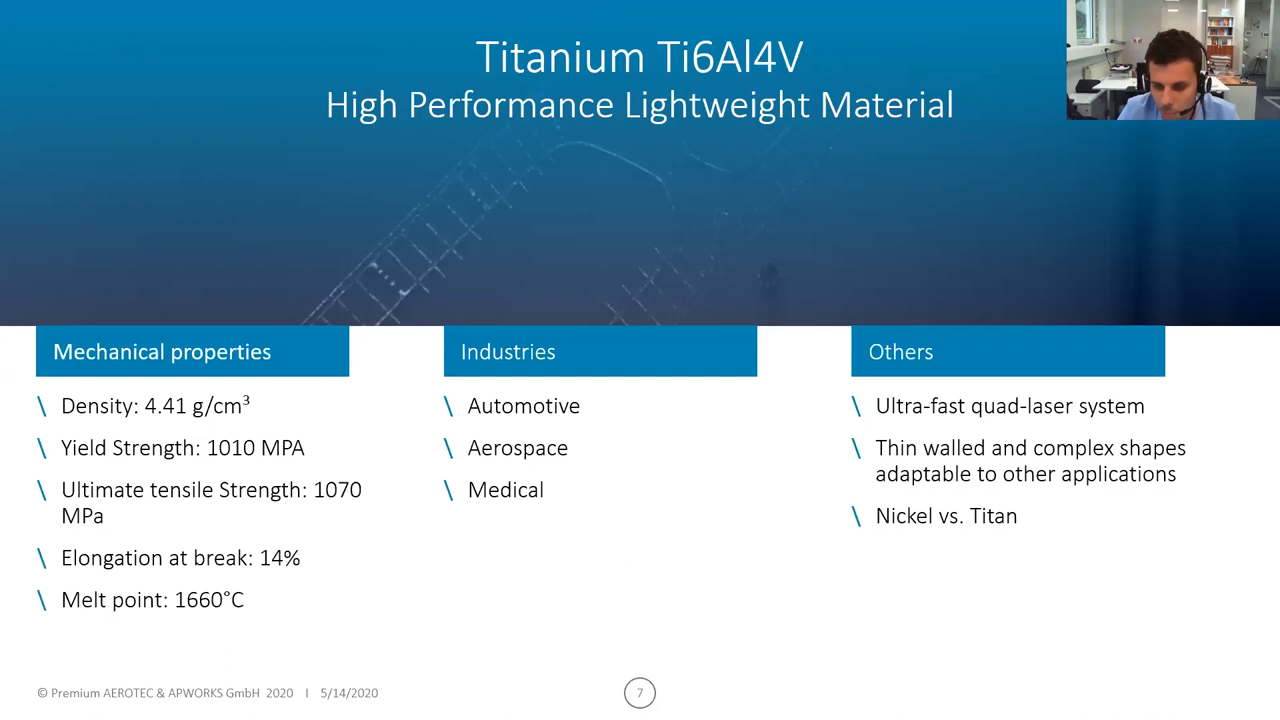 Titanium Ti6Al4V
High Performance Lightweight Material
Mechanical properties
\ Density: 4.41 g/cm³
\ Yield Strength: 1010 MPA
\ Ultimate tensile Strength: 1070
MPa
\ Elongation at break: 14%
\ Melt point: 1660°C
Industries
\ Automotive
\ Aerospace
\ Medical
Others
\ Ultra-fast quad-laser system
\ Thin walled and complex shapes
adaptable to other applications
\ Nickel vs. Titan
© Premium AEROTEC & APWORKS GmbH 2020 I 5/14/2020
7